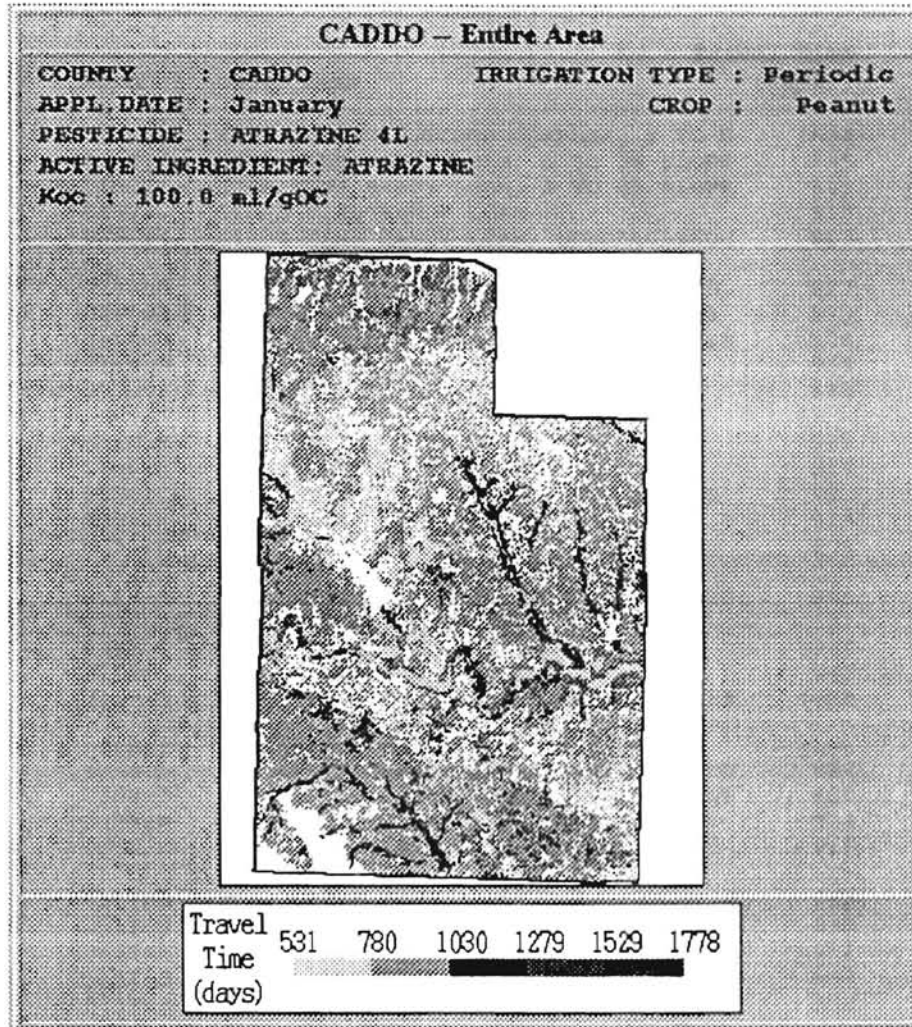 CADDO -- Entire Area
COUNTY : CADDO IRRIGATION TYPE : Periodic
APPL.DATE : January CROP : Peanut
PESTICIDE : ATRAZINE 4L
ACTIVE INGREDIENT: ATRAZINE
Koc : 100.0 ml/gOC
Travel Time (days)
531 780 1030 1279 1529 1778